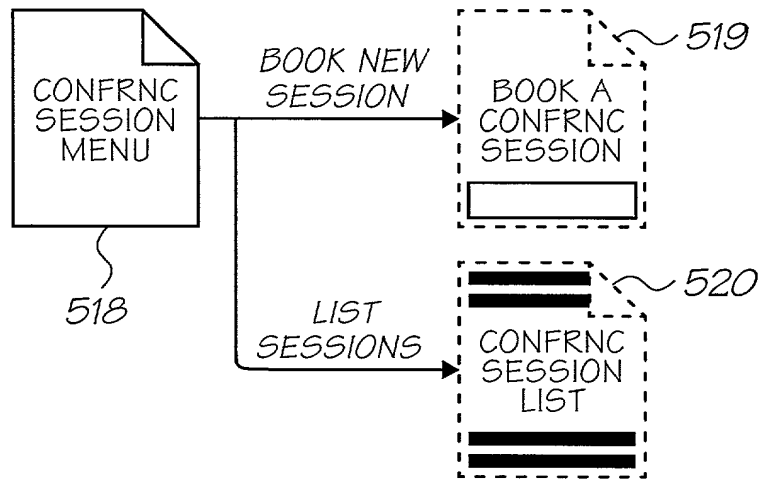 CONFRNC
SESSION
MENU
518
BOOK NEW
SESSION
BOOK A
CONFRNC
SESSION
519
LIST
SESSIONS
CONFRNC
SESSION
LIST
520